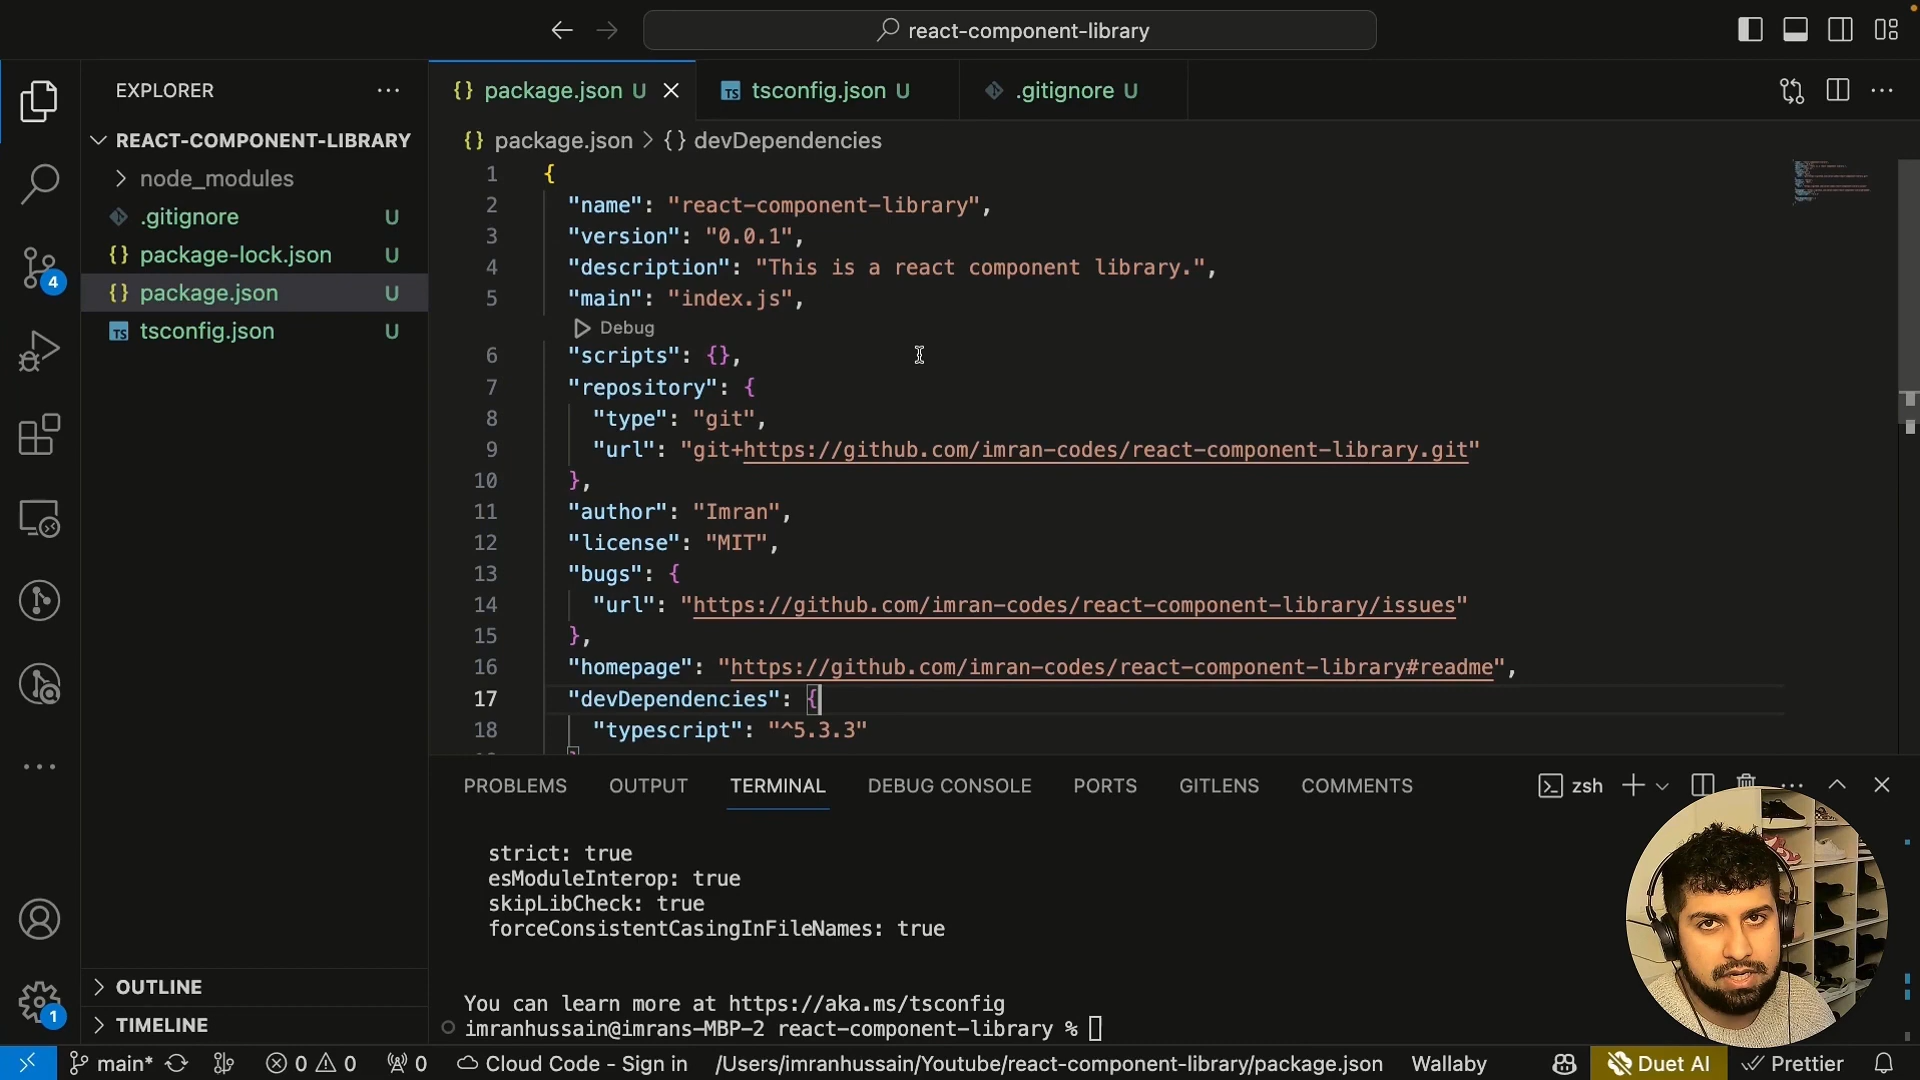 react-component-library
EXPLORER
REACT-COMPONENT-LIBRARY
node_modules
.gitignore U
package-lock.json U
package.json U
tsconfig.json U
OUTLINE
TIMELINE
4
1
package.json U
TS tsconfig.json U
.gitignore U
{} package.json > {} devDependencies
1 {
2 "name": "react-component-library",
3 "version": "0.0.1",
4 "description": "This is a react component library.",
5 "main": "index.js",
Debug
6 "scripts": {},
7 "repository": {
8 "type": "git",
9 "url": "git+https://github.com/imran-codes/react-component-library.git"
10 },
11 "author": "Imran",
12 "license": "MIT",
13 "bugs": {
14 "url": "https://github.com/imran-codes/react-component-library/issues"
15 },
16 "homepage": "https://github.com/imran-codes/react-component-library#readme",
17 "devDependencies": {
18 "typescript": "^5.3.3"
PROBLEMS OUTPUT TERMINAL DEBUG CONSOLE PORTS GITLENS COMMENTS zsh
strict: true
esModuleInterop: true
skipLibCheck: true
forceConsistentCasingInFileNames: true
You can learn more at https://aka.ms/tsconfig
imranhussain@imrans-MBP-2 react-component-library %
main* 0 0 0 Cloud Code - Sign in /Users/imranhussain/Youtube/react-component-library/package.json Wallaby Duet AI Prettier